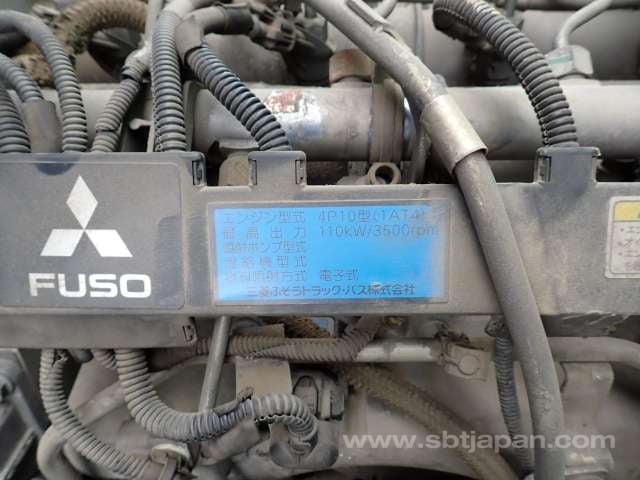 FUSO
エンジン型式 4P10型(1AT4)
最高出力 110kW/3500rpm
噴射ポンプ型式
過給機型式
燃料噴射方式 電子式
三菱ふそうトラック・バス株式会社
www.sbtjapan.com